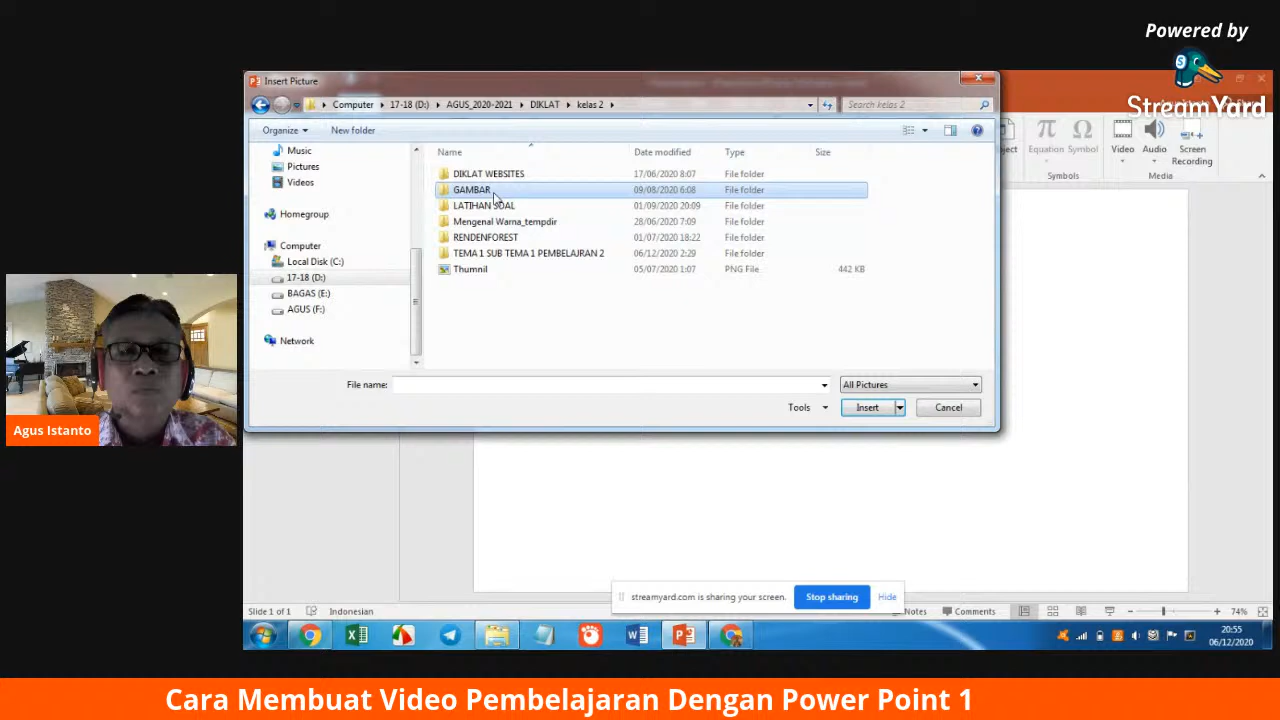 Powered by
StreamYard
Insert Picture
Computer 17-18 (D:) AGUS_2020-2021 DIKLAT kelas 2
Search kelas 2
Organize New folder
Name Date modified Type Size
Music
Pictures
Videos
Homegroup
Computer
Local Disk (C:)
17-18 (D:)
BAGAS (E:)
AGUS (F:)
Network
DIKLAT WEBSITES 17/06/2020 8:07 File folder
GAMBAR 09/08/2020 6:08 File folder
LATIHAN SOAL 01/09/2020 20:09 File folder
Mengenal Warna_tempdir 28/06/2020 7:09 File folder
RENDENFOREST 01/07/2020 18:22 File folder
TEMA 1 SUB TEMA 1 PEMBELAJRAN 2 06/12/2020 2:29 File folder
Thumnil 05/07/2020 1:07 PNG File 442 KB
File name:
All Pictures
Tools Insert Cancel
Equation Symbol Video Audio Screen
Recording
Symbols Media
Agus Istanto
streamyard.com is sharing your screen. Stop sharing Hide
Slide 1 of 1 Indonesian Notes Comments 74%
20:55
06/12/2020
Cara Membuat Video Pembelajaran Dengan Power Point 1